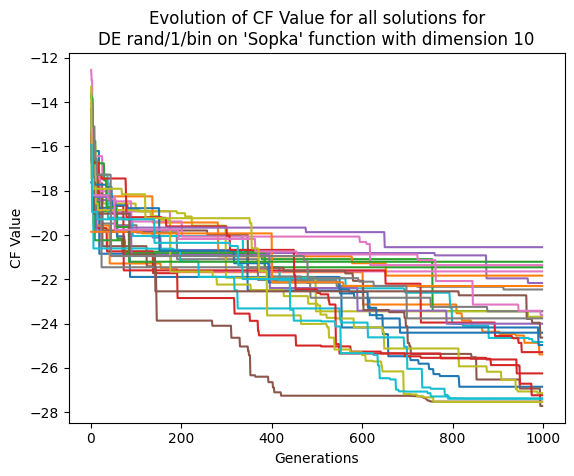 Evolution of CF Value for all solutions for
DE rand/1/bin on 'Sopka' function with dimension 10
−12
−14
−16
−18
−20
−22
−24
−26
−28
CF Value
0 200 400 600 800 1000
Generations